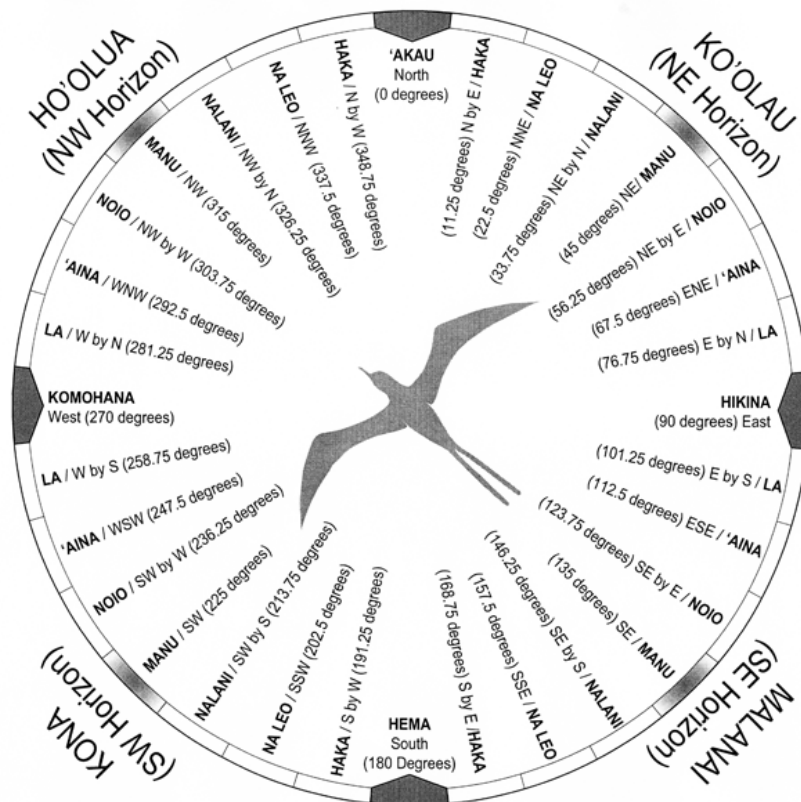 HO'OLUA
(NW Horizon)
KO'OLAU
(NE Horizon)
'AKAU
North
(0 degrees)
(11.25 degrees) N by E / HAKA
(22.5 degrees) NNE / NA LEO
(33.75 degrees) NE by N / NALANI
(45 degrees) NE/ MANU
(56.25 degrees) NE by E / NOIO
(67.5 degrees) ENE / 'AINA
(76.75 degrees) E by N / LA
HIKINA
(90 degrees) East
(101.25 degrees) E by S / LA
(112.5 degrees) ESE / 'AINA
(123.75 degrees) SE by E / NOIO
(135 degrees) SE / MANU
(146.25 degrees) SE by S / NALANI
(157.5 degrees) SSE / NA LEO
(168.75 degrees) S by E /HAKA
MALANAI
(SE Horizon)
HEMA
South
(180 Degrees)
HAKA / S by W (191.25 degrees)
NA LEO / SSW (202.5 degrees)
NALANI / SW by S (213.75 degrees)
MANU / SW (225 degrees)
NOIO / SW by W (236.25 degrees)
'AINA / WSW (247.5 degrees)
LA / W by S (258.75 degrees)
KONA
(SW Horizon)
KOMOHANA
West (270 degrees)
LA / W by N (281.25 degrees)
'AINA / WNW (292.5 degrees)
NOIO / NW by W (303.75 degrees)
MANU / NW (315 degrees)
NALANI / NW by N (326.25 degrees)
NA LEO / NNW (337.5 degrees)
HAKA / N by W (348.75 degrees)